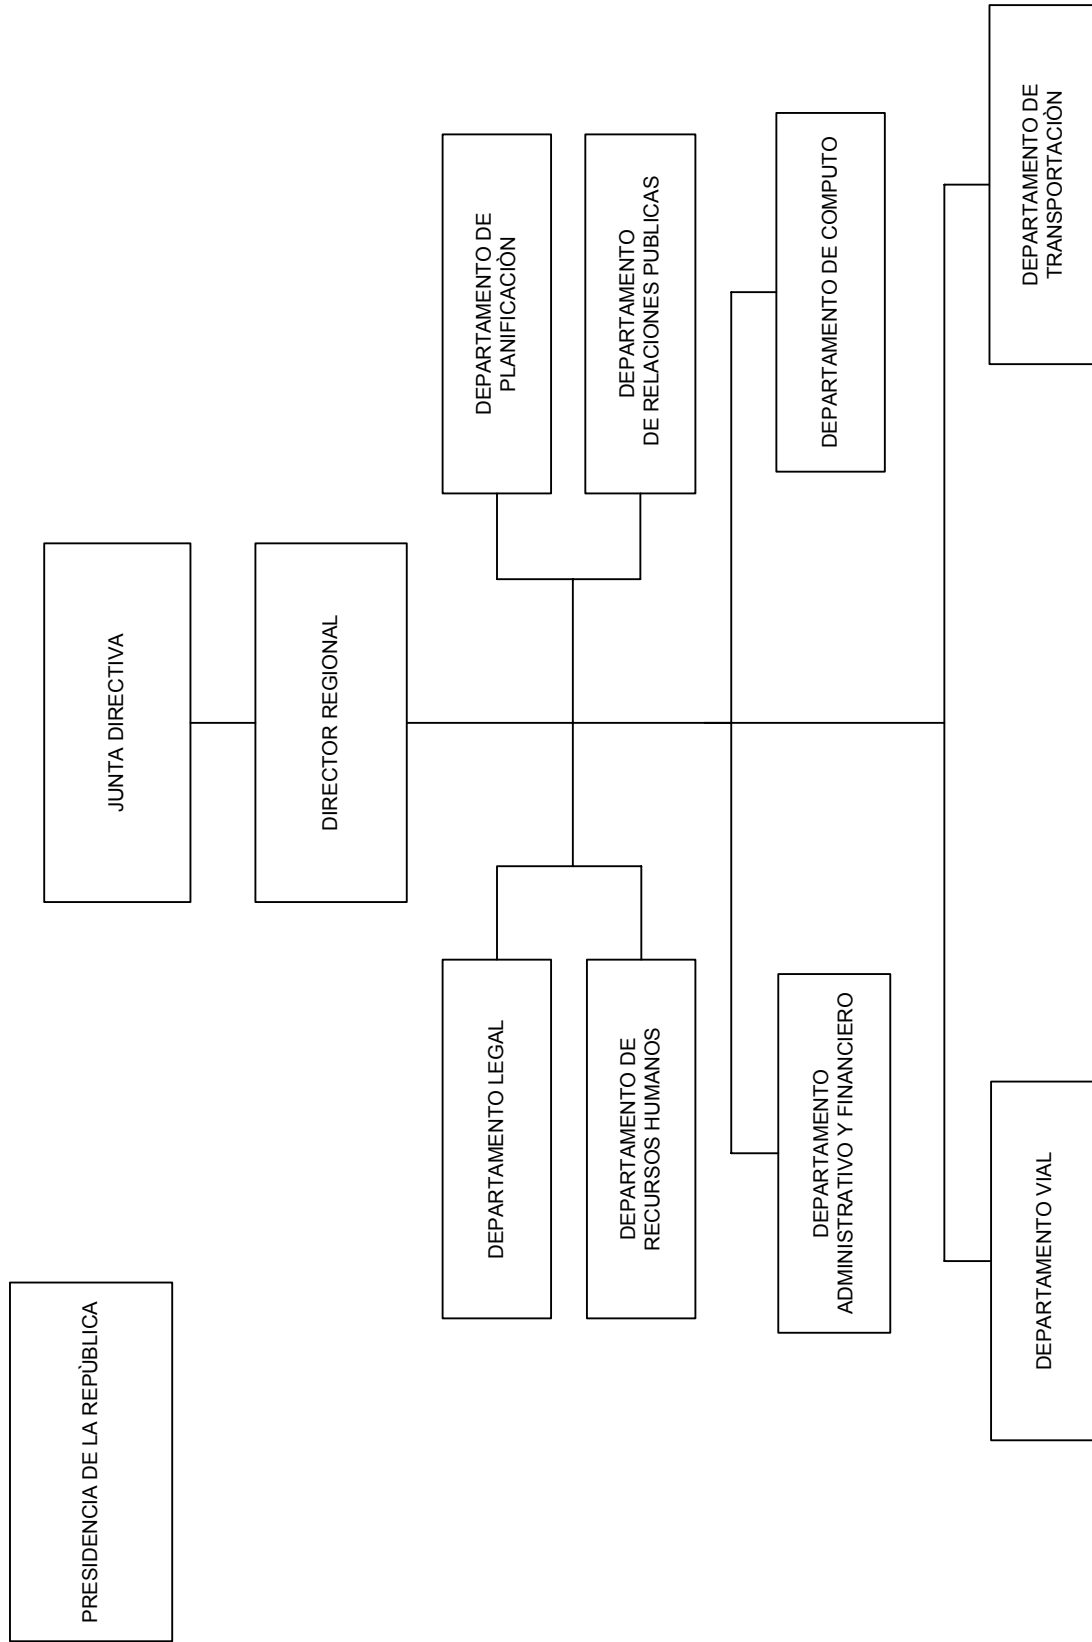 PRESIDENCIA DE LA REPÙBLICA
JUNTA DIRECTIVA
DIRECTOR REGIONAL
DEPARTAMENTO LEGAL
DEPARTAMENTO DE
PLANIFICACIÒN
DEPARTAMENTO DE
RECURSOS HUMANOS
DEPARTAMENTO
DE RELACIONES PUBLICAS
DEPARTAMENTO
ADMINISTRATIVO Y FINANCIERO
DEPARTAMENTO DE COMPUTO
DEPARTAMENTO VIAL
DEPARTAMENTO DE
TRANSPORTACIÒN